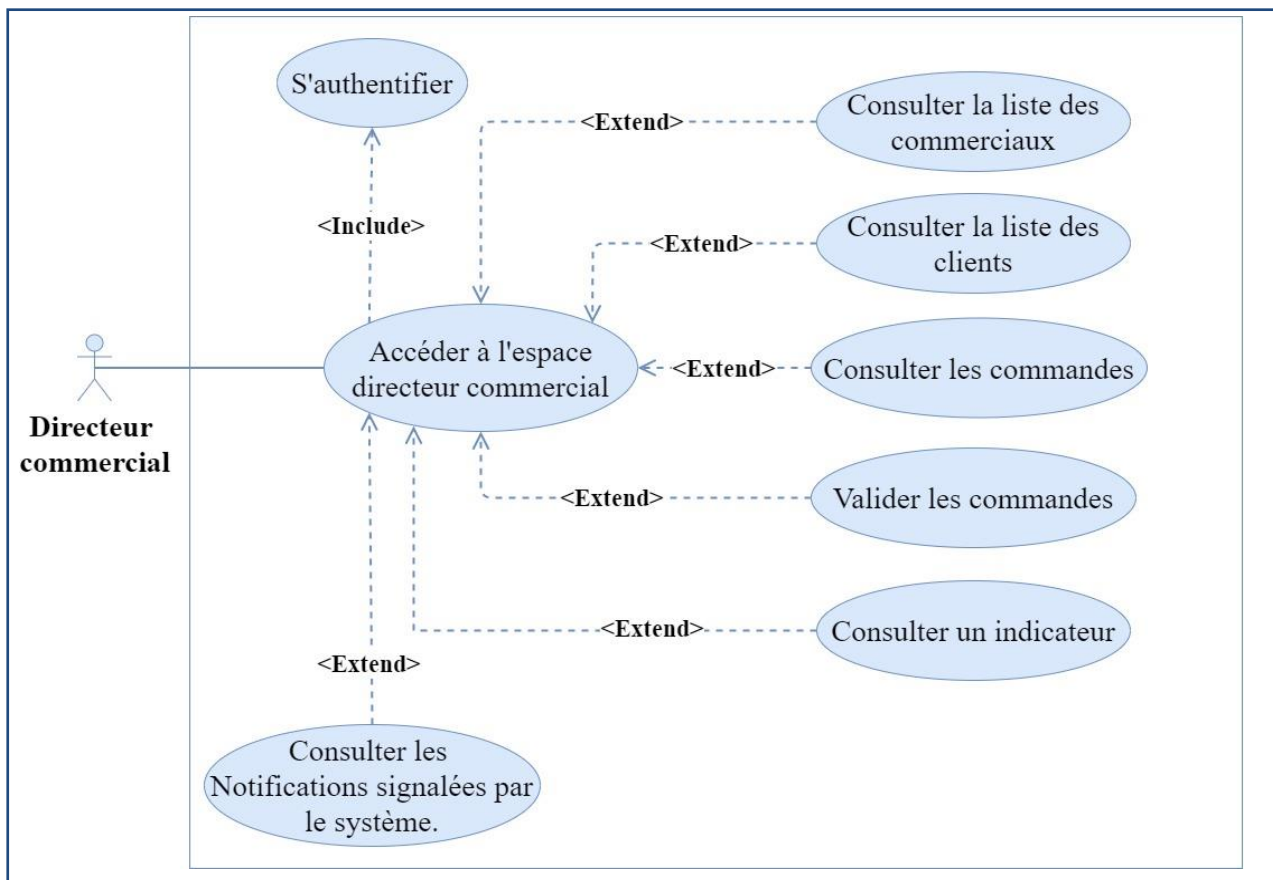 S'authentifier
<Extend>
Consulter la liste des
commerciaux
<Include>
<Extend>
Consulter la liste des
clients
Directeur
commercial
Accéder à l'espace
directeur commercial
<Extend>
Consulter les commandes
<Extend>
Valider les commandes
<Extend>
Consulter un indicateur
<Extend>
Consulter les
Notifications signalées par
le système.